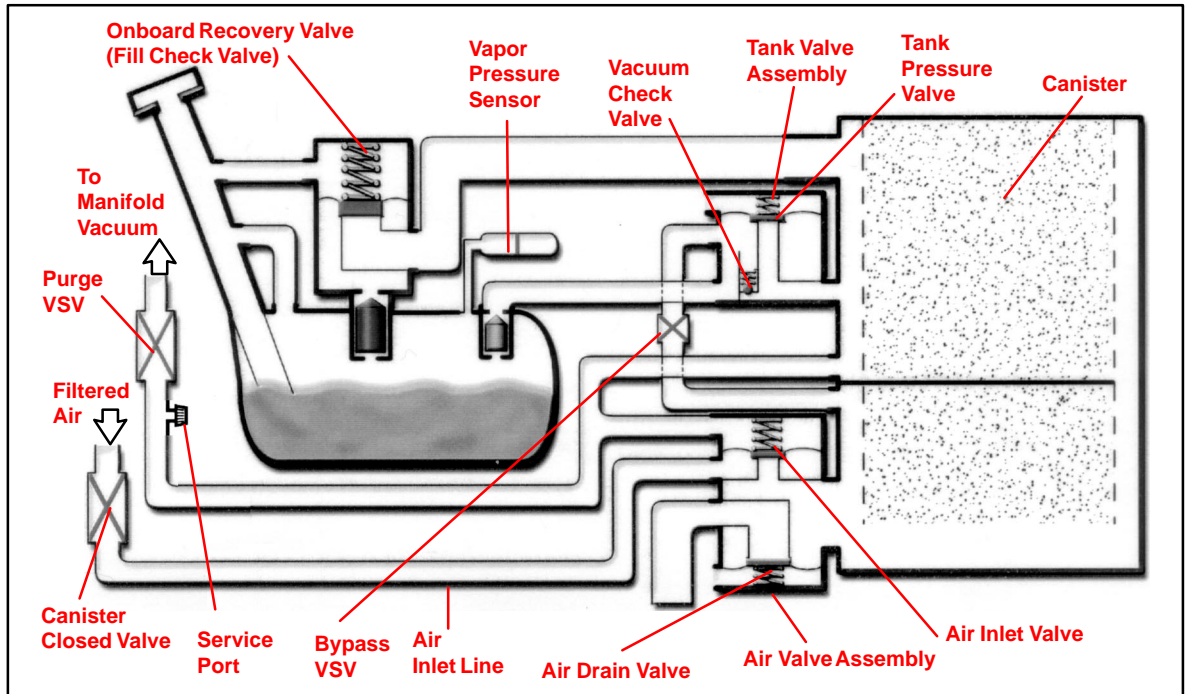 Onboard Recovery Valve
(Fill Check Valve)
Vapor
Pressure
Sensor
Vacuum
Check
Valve
Tank Valve
Assembly
Tank
Pressure
Valve
Canister
To
Manifold
Vacuum
Purge
VSV
Filtered
Air
Canister
Closed Valve
Service
Port
Bypass
VSV
Air
Inlet Line
Air Drain Valve
Air Valve Assembly
Air Inlet Valve